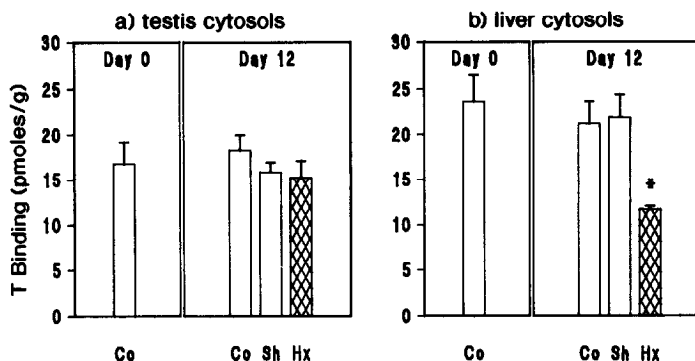 a) testis cytosols
b) liver cytosols
T Binding (pmoles/g)
30
25
20
15
10
5
0
Day 0
Day 12
Co
Co Sh Hx
30
25
20
15
10
5
0
Day 0
Day 12
*
Co
Co Sh Hx